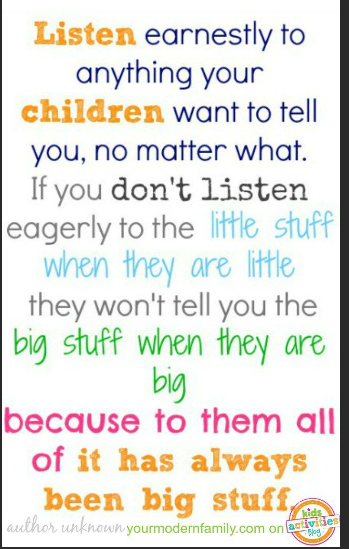 Listen earnestly to
anything your
children want to tell
you, no matter what.
If you don't listen
eagerly to the little stuff
when they are little
they won't tell you the
big stuff when they are
big
because to them all
of it has always
been big stuff.
author unknown yourmodernfamily.com on kids activities blog